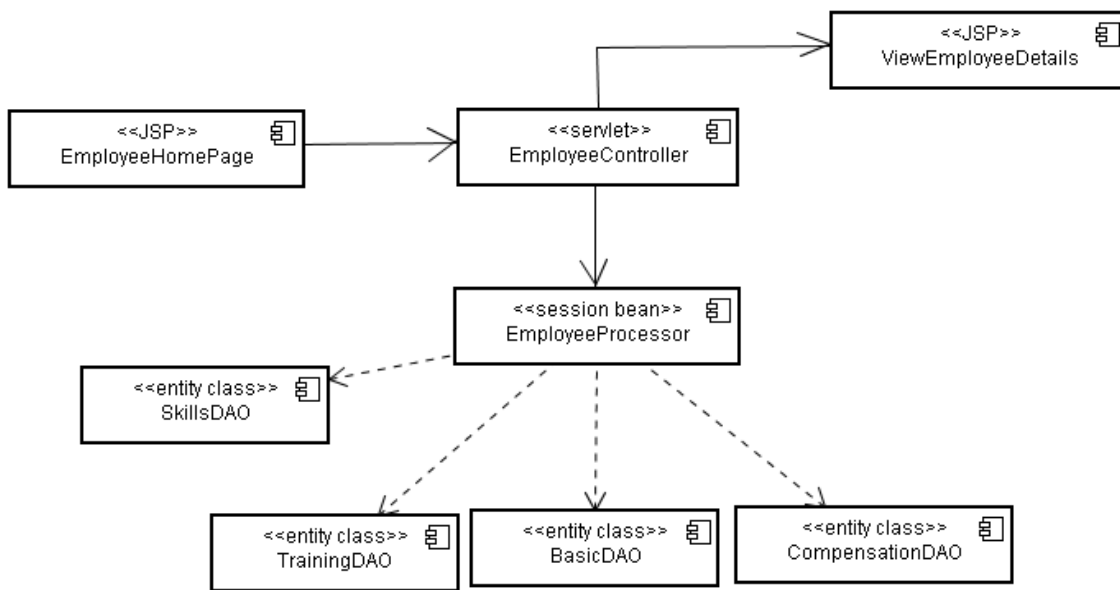 <<JSP>>
ViewEmployeeDetails
<<JSP>>
EmployeeHomePage
<<servlet>>
EmployeeController
<<session bean>>
EmployeeProcessor
<<entity class>>
SkillsDAO
<<entity class>>
TrainingDAO
<<entity class>>
BasicDAO
<<entity class>>
CompensationDAO